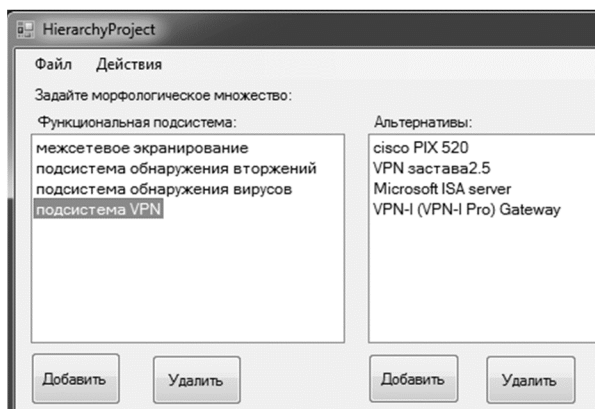 HierarchyProject
Файл Действия
Задайте морфологическое множество:
Функциональная подсистема:
межсетевое экранирование
подсистема обнаружения вторжений
подсистема обнаружения вирусов
подсистема VPN
Добавить Удалить
Альтернативы:
cisco PIX 520
VPN застава2.5
Microsoft ISA server
VPN-I (VPN-I Pro) Gateway
Добавить Удалить